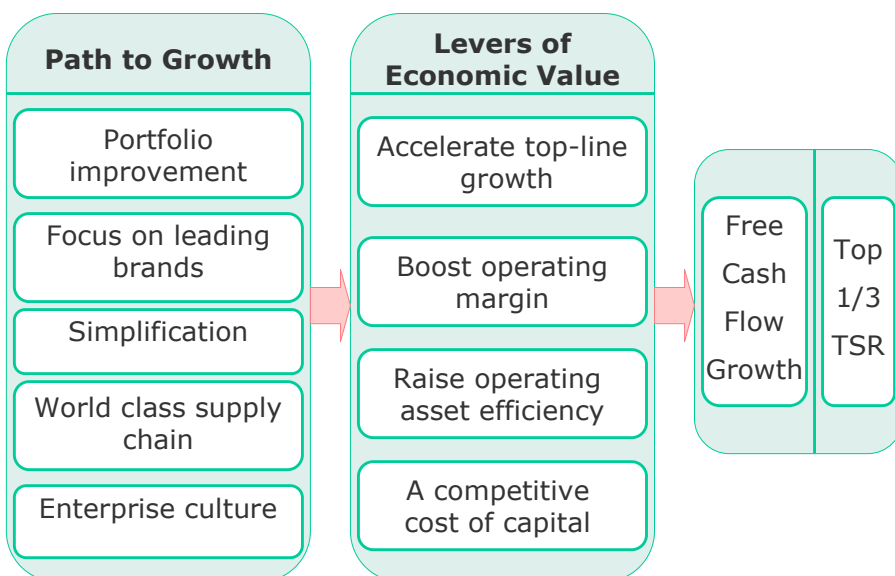 Path to Growth
Portfolio
improvement
Focus on leading
brands
Simplification
World class supply
chain
Enterprise culture
Levers of
Economic Value
Accelerate top-line
growth
Boost operating
margin
Raise operating
asset efficiency
A competitive
cost of capital
Free
Cash
Flow
Growth
Top
1/3
TSR